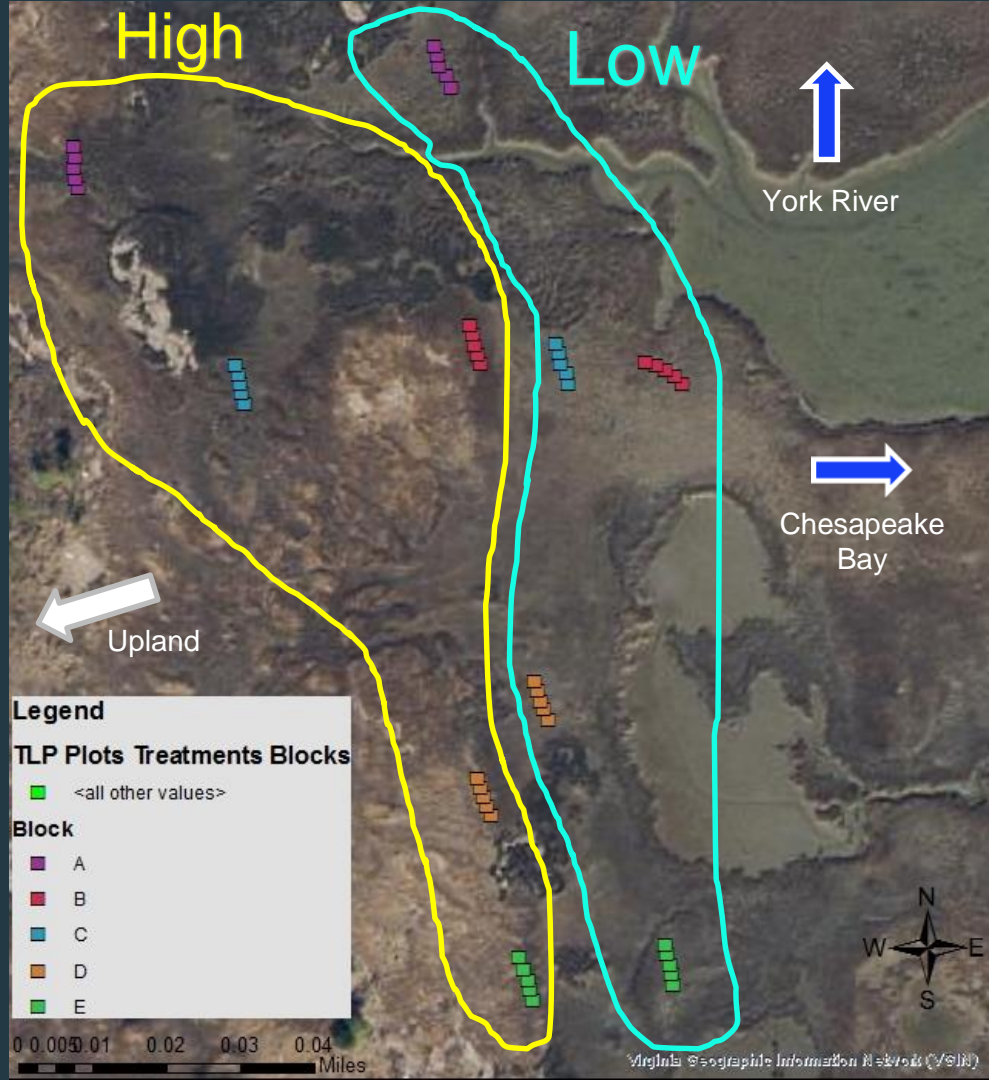 High
Low
York River
Chesapeake
Bay
Upland
Legend
TLP Plots Treatments Blocks
<all other values>
Block
A
B
C
D
E
N
W E
S
0 0.005 0.01 0.02 0.03 0.04
Miles
Virginia Geographic Information Network (VGIN)